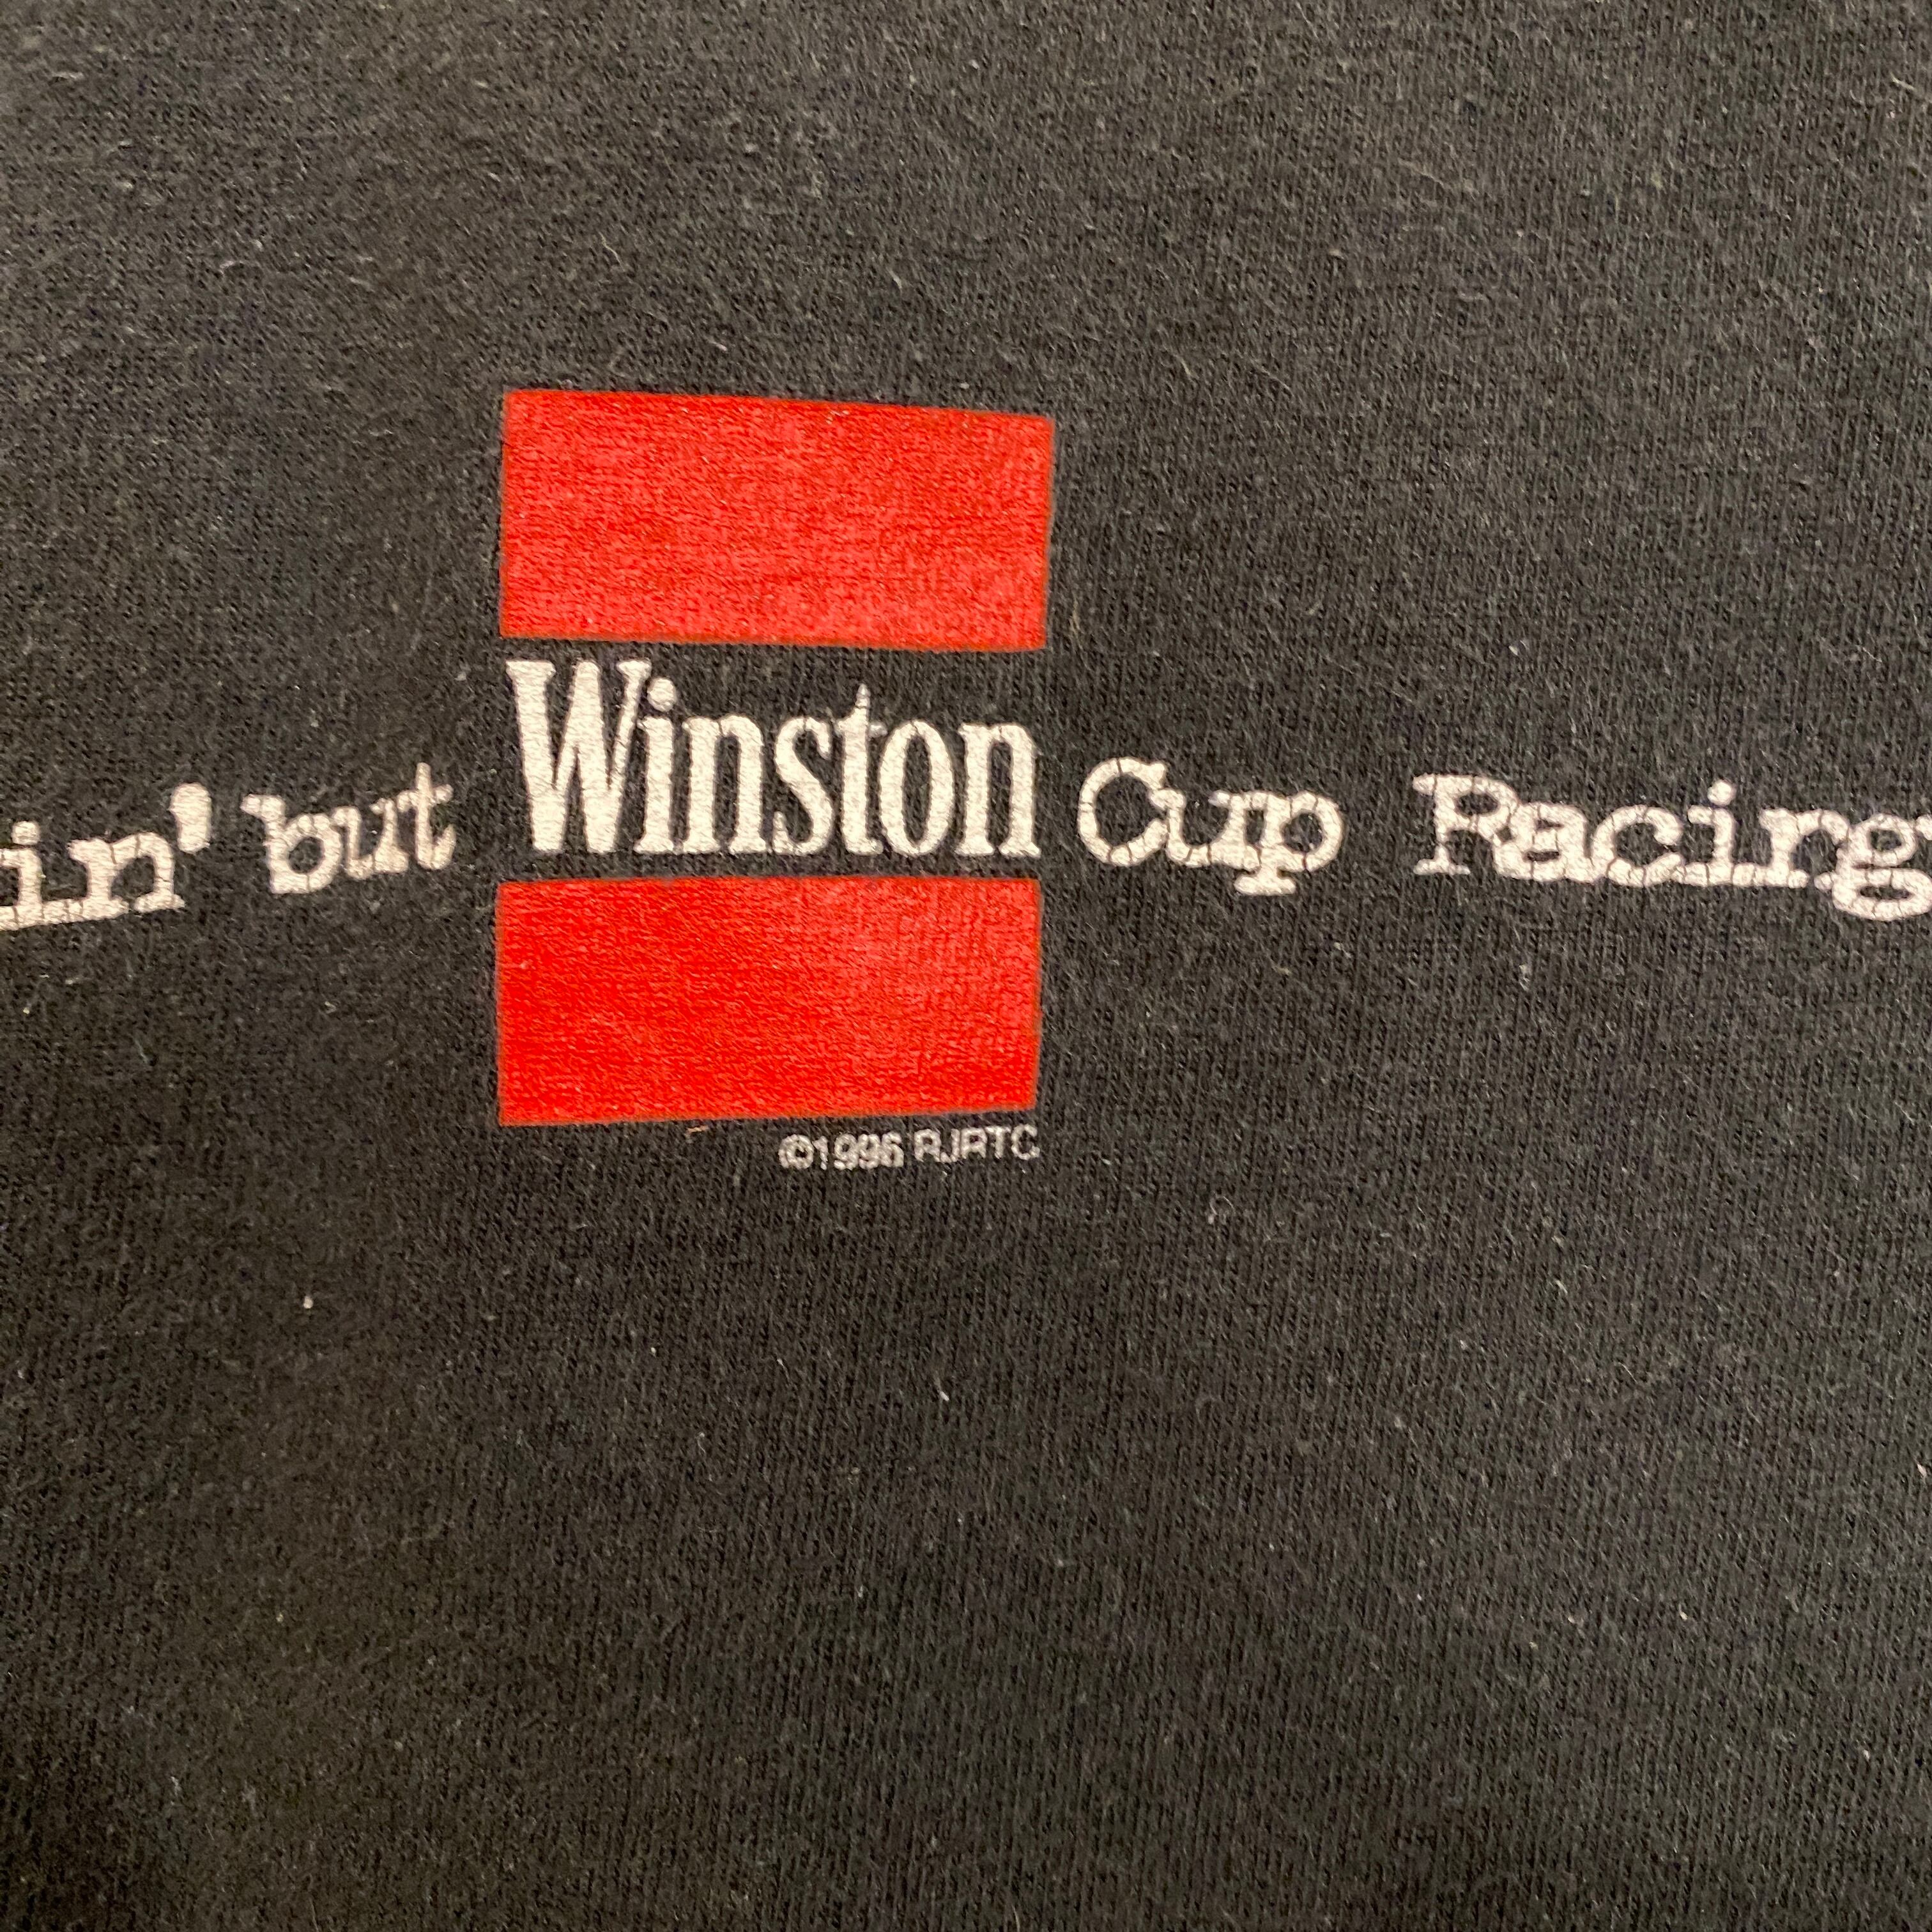 in' but Winston Cup Racing
©1996 RJRTC